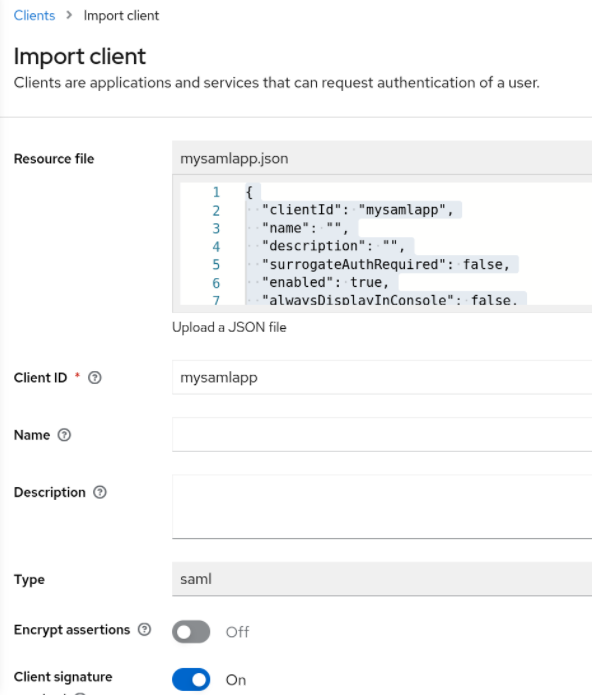 Clients > Import client
Import client
Clients are applications and services that can request authentication of a user.
Resource file
mysamlapp.json
1 {
2 "clientId": "mysamlapp",
3 "name": "",
4 "description": "",
5 "surrogateAuthRequired": false,
6 "enabled": true,
7 "alwaysDisplayInConsole": false,
Upload a JSON file
Client ID * mysamlapp
Name
Description
Type saml
Encrypt assertions Off
Client signature On